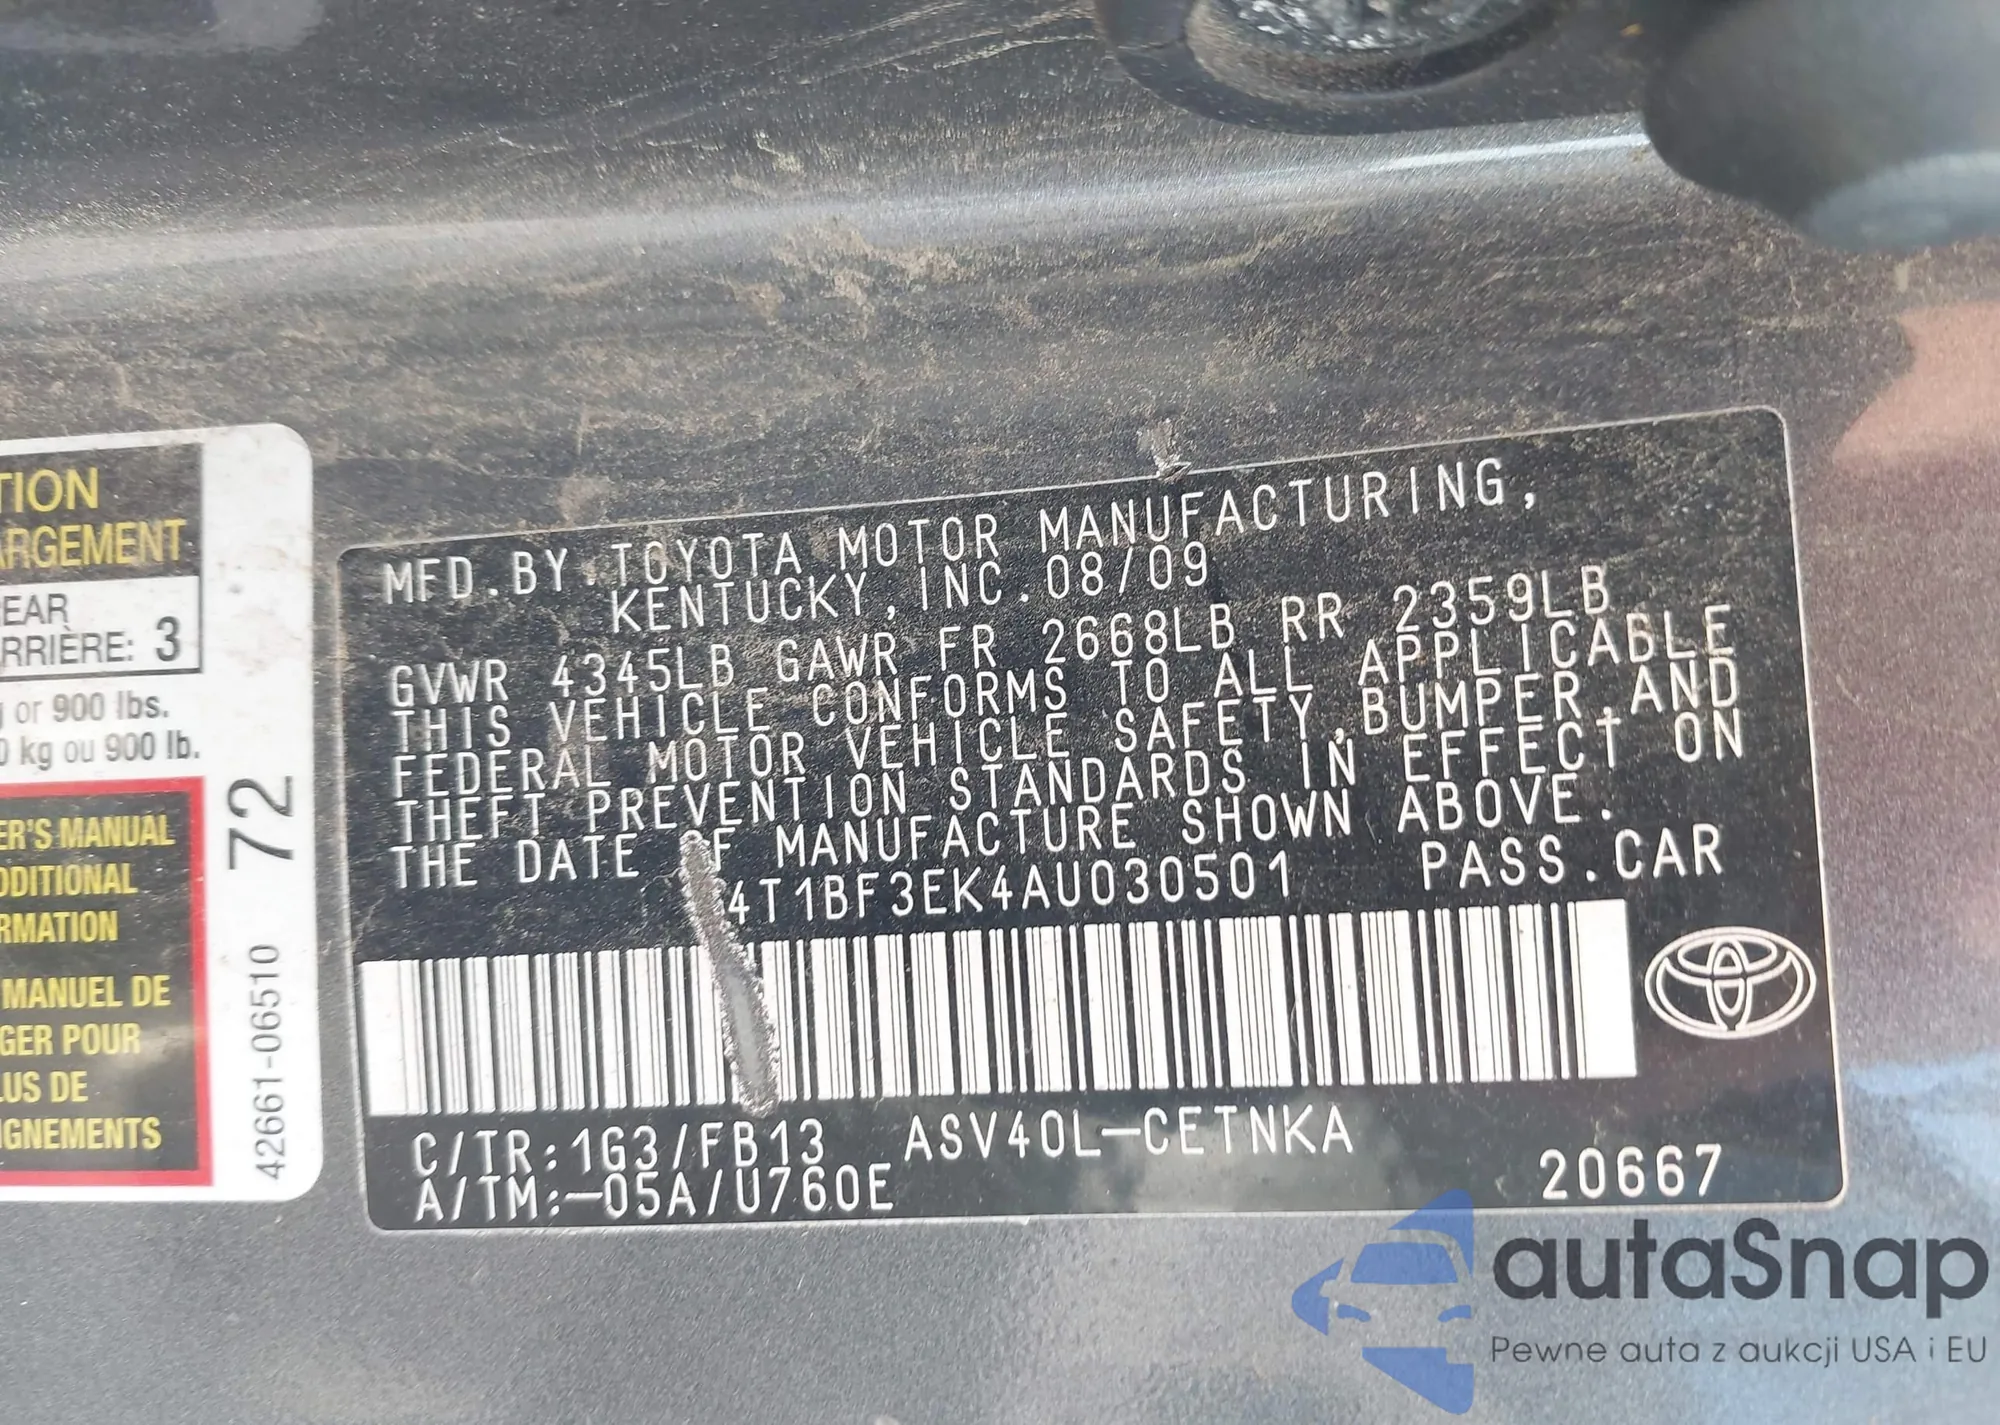 TION
ARGEMENT
EAR
RRIÈRE: 3
or 900 lbs.
0 kg ou 900 lb.
ER'S MANUAL
DDITIONAL
RMATION
MANUEL DE
GER POUR
LUS DE
IGNEMENTS
42661-06510 72
MFD.BY.TOYOTA MOTOR MANUFACTURING,
KENTUCKY,INC.08/09
GVWR 4345LB GAWR FR 2668LB RR 2359LB
THIS VEHICLE CONFORMS TO ALL APPLICABLE
FEDERAL MOTOR VEHICLE SAFETY,BUMPER,AND
THEFT PREVENTION STANDARDS IN EFFECT ON
THE DATE OF MANUFACTURE SHOWN ABOVE.
4T1BF3EK4AU030501 PASS.CAR
C/TR:1G3/FB13 ASV40L-CETNKA
A/TM:-05A/U760E 20667
autaSnap
Pewne auta z aukcji USA i EU